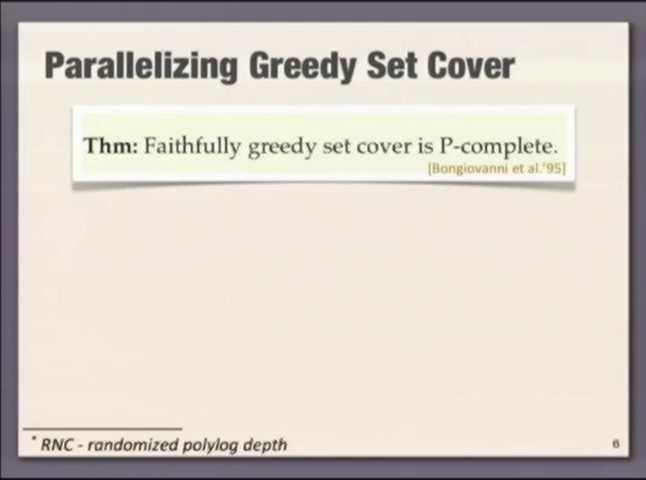 Parallelizing Greedy Set Cover
Thm: Faithfully greedy set cover is P-complete.
[Bongiovanni et al.'95]
* RNC - randomized polylog depth
6